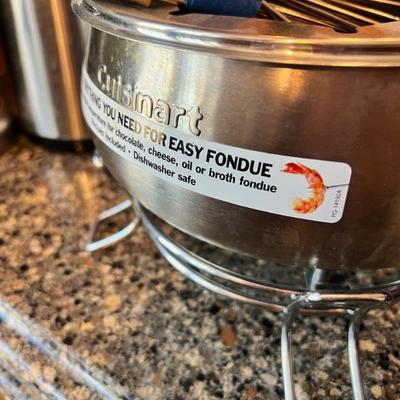 Cuisinart
YOU NEED FOR EASY FONDUE
for chocolate, cheese, oil or broth fondue
included • Dishwasher safe